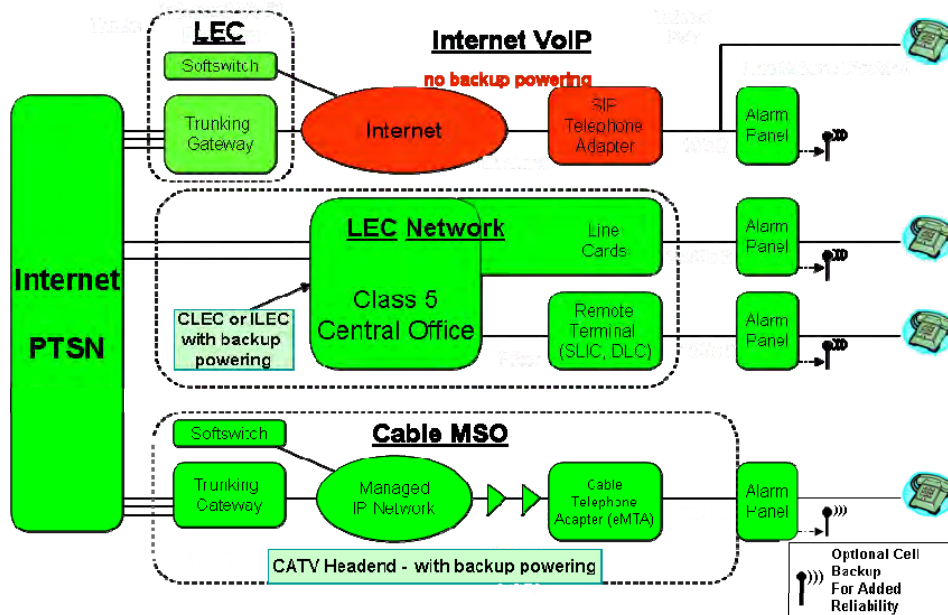 LEC
Internet VoIP
Softswitch
no backup powering
Trunking
Gateway
Internet
SIP
Telephone
Adapter
Alarm
Panel
Internet
PTSN
LEC Network
Line
Cards
Alarm
Panel
Class 5
Central Office
CLEC or ILEC
with backup
powering
Remote
Terminal
(SLIC, DLC)
Alarm
Panel
Softswitch
Cable MSO
Trunking
Gateway
Managed
IP Network
Cable
Telephone
Acapter (eMTA)
Alarm
Panel
CATV Headend - with backup powering
Optional Cell
Backup
For Added
Reliability